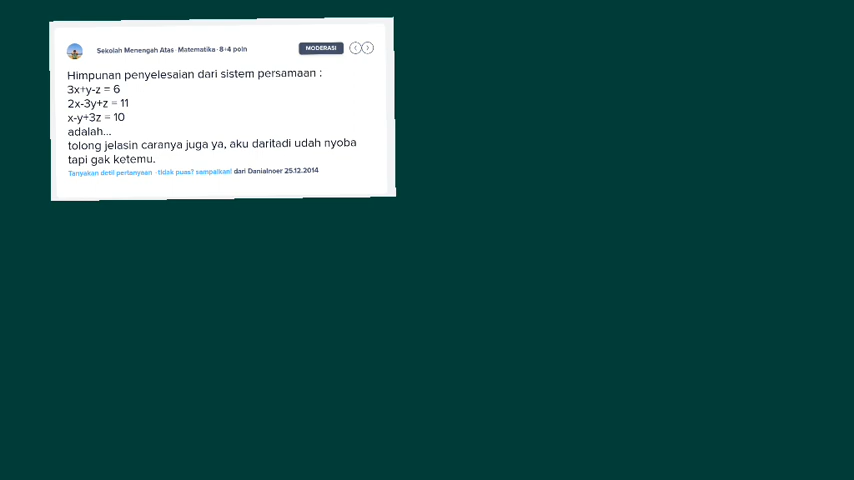 Sekolah Menengah Atas · Matematika · 8+4 poin
MODERASI
Himpunan penyelesaian dari sistem persamaan :
3x+y-z = 6
2x-3y+z = 11
x-y+3z = 10
adalah...
tolong jelasin caranya juga ya, aku daritadi udah nyoba
tapi gak ketemu.
Tanyakan detil pertanyaan · tidak puas? sampaikan! dari Danialnoer 25.12.2014